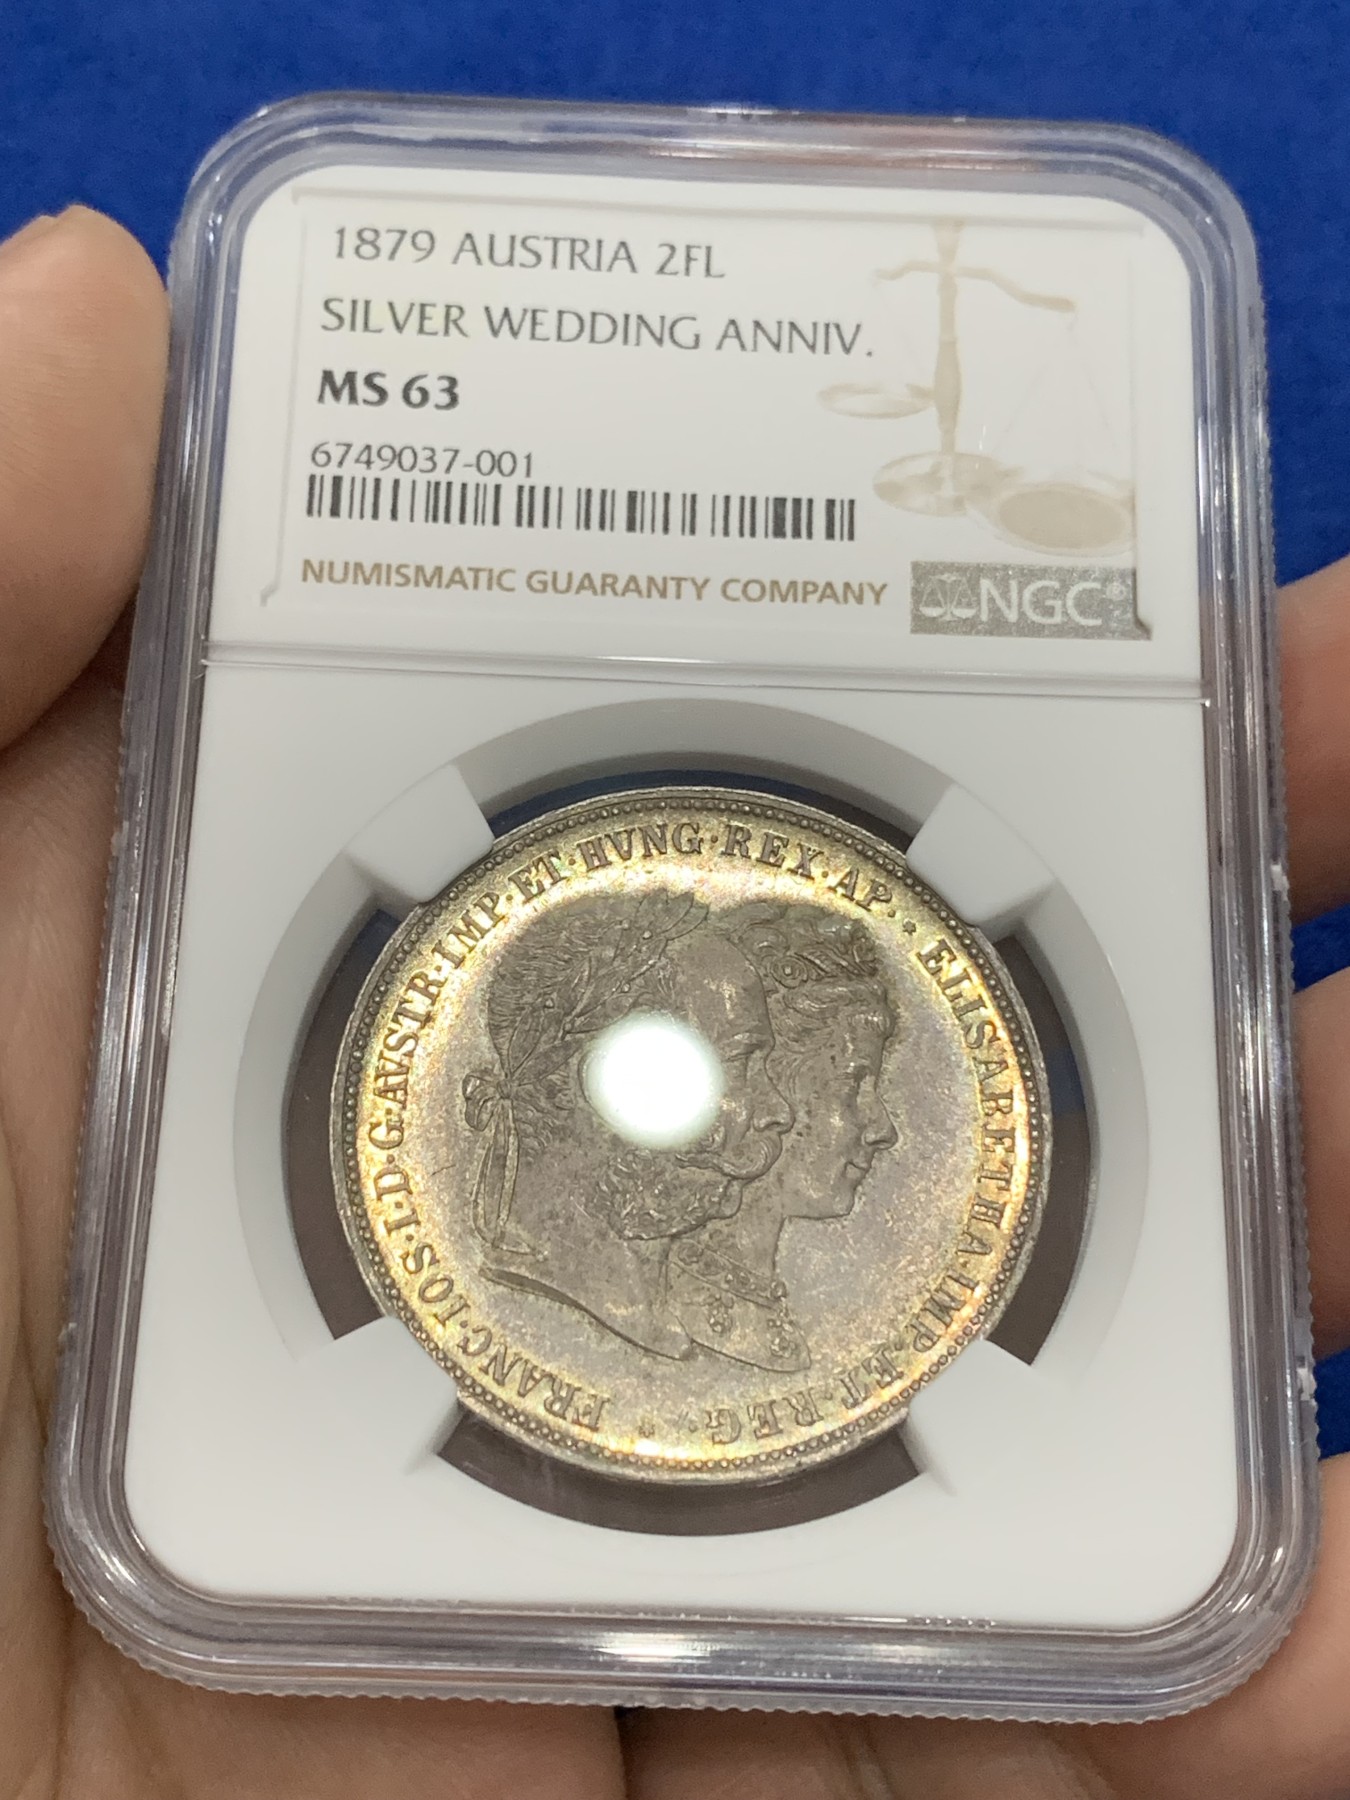 1879 AUSTRIA 2FL
SILVER WEDDING ANNIV.
MS 63
6749037-001
NUMISMATIC GUARANTY COMPANY
NGC®
FRANC·IOS·I·D·G·AVSTR·IMP·ET·HVNG·REX·AP·* ELISABETHA·IMP·ET·REG·*